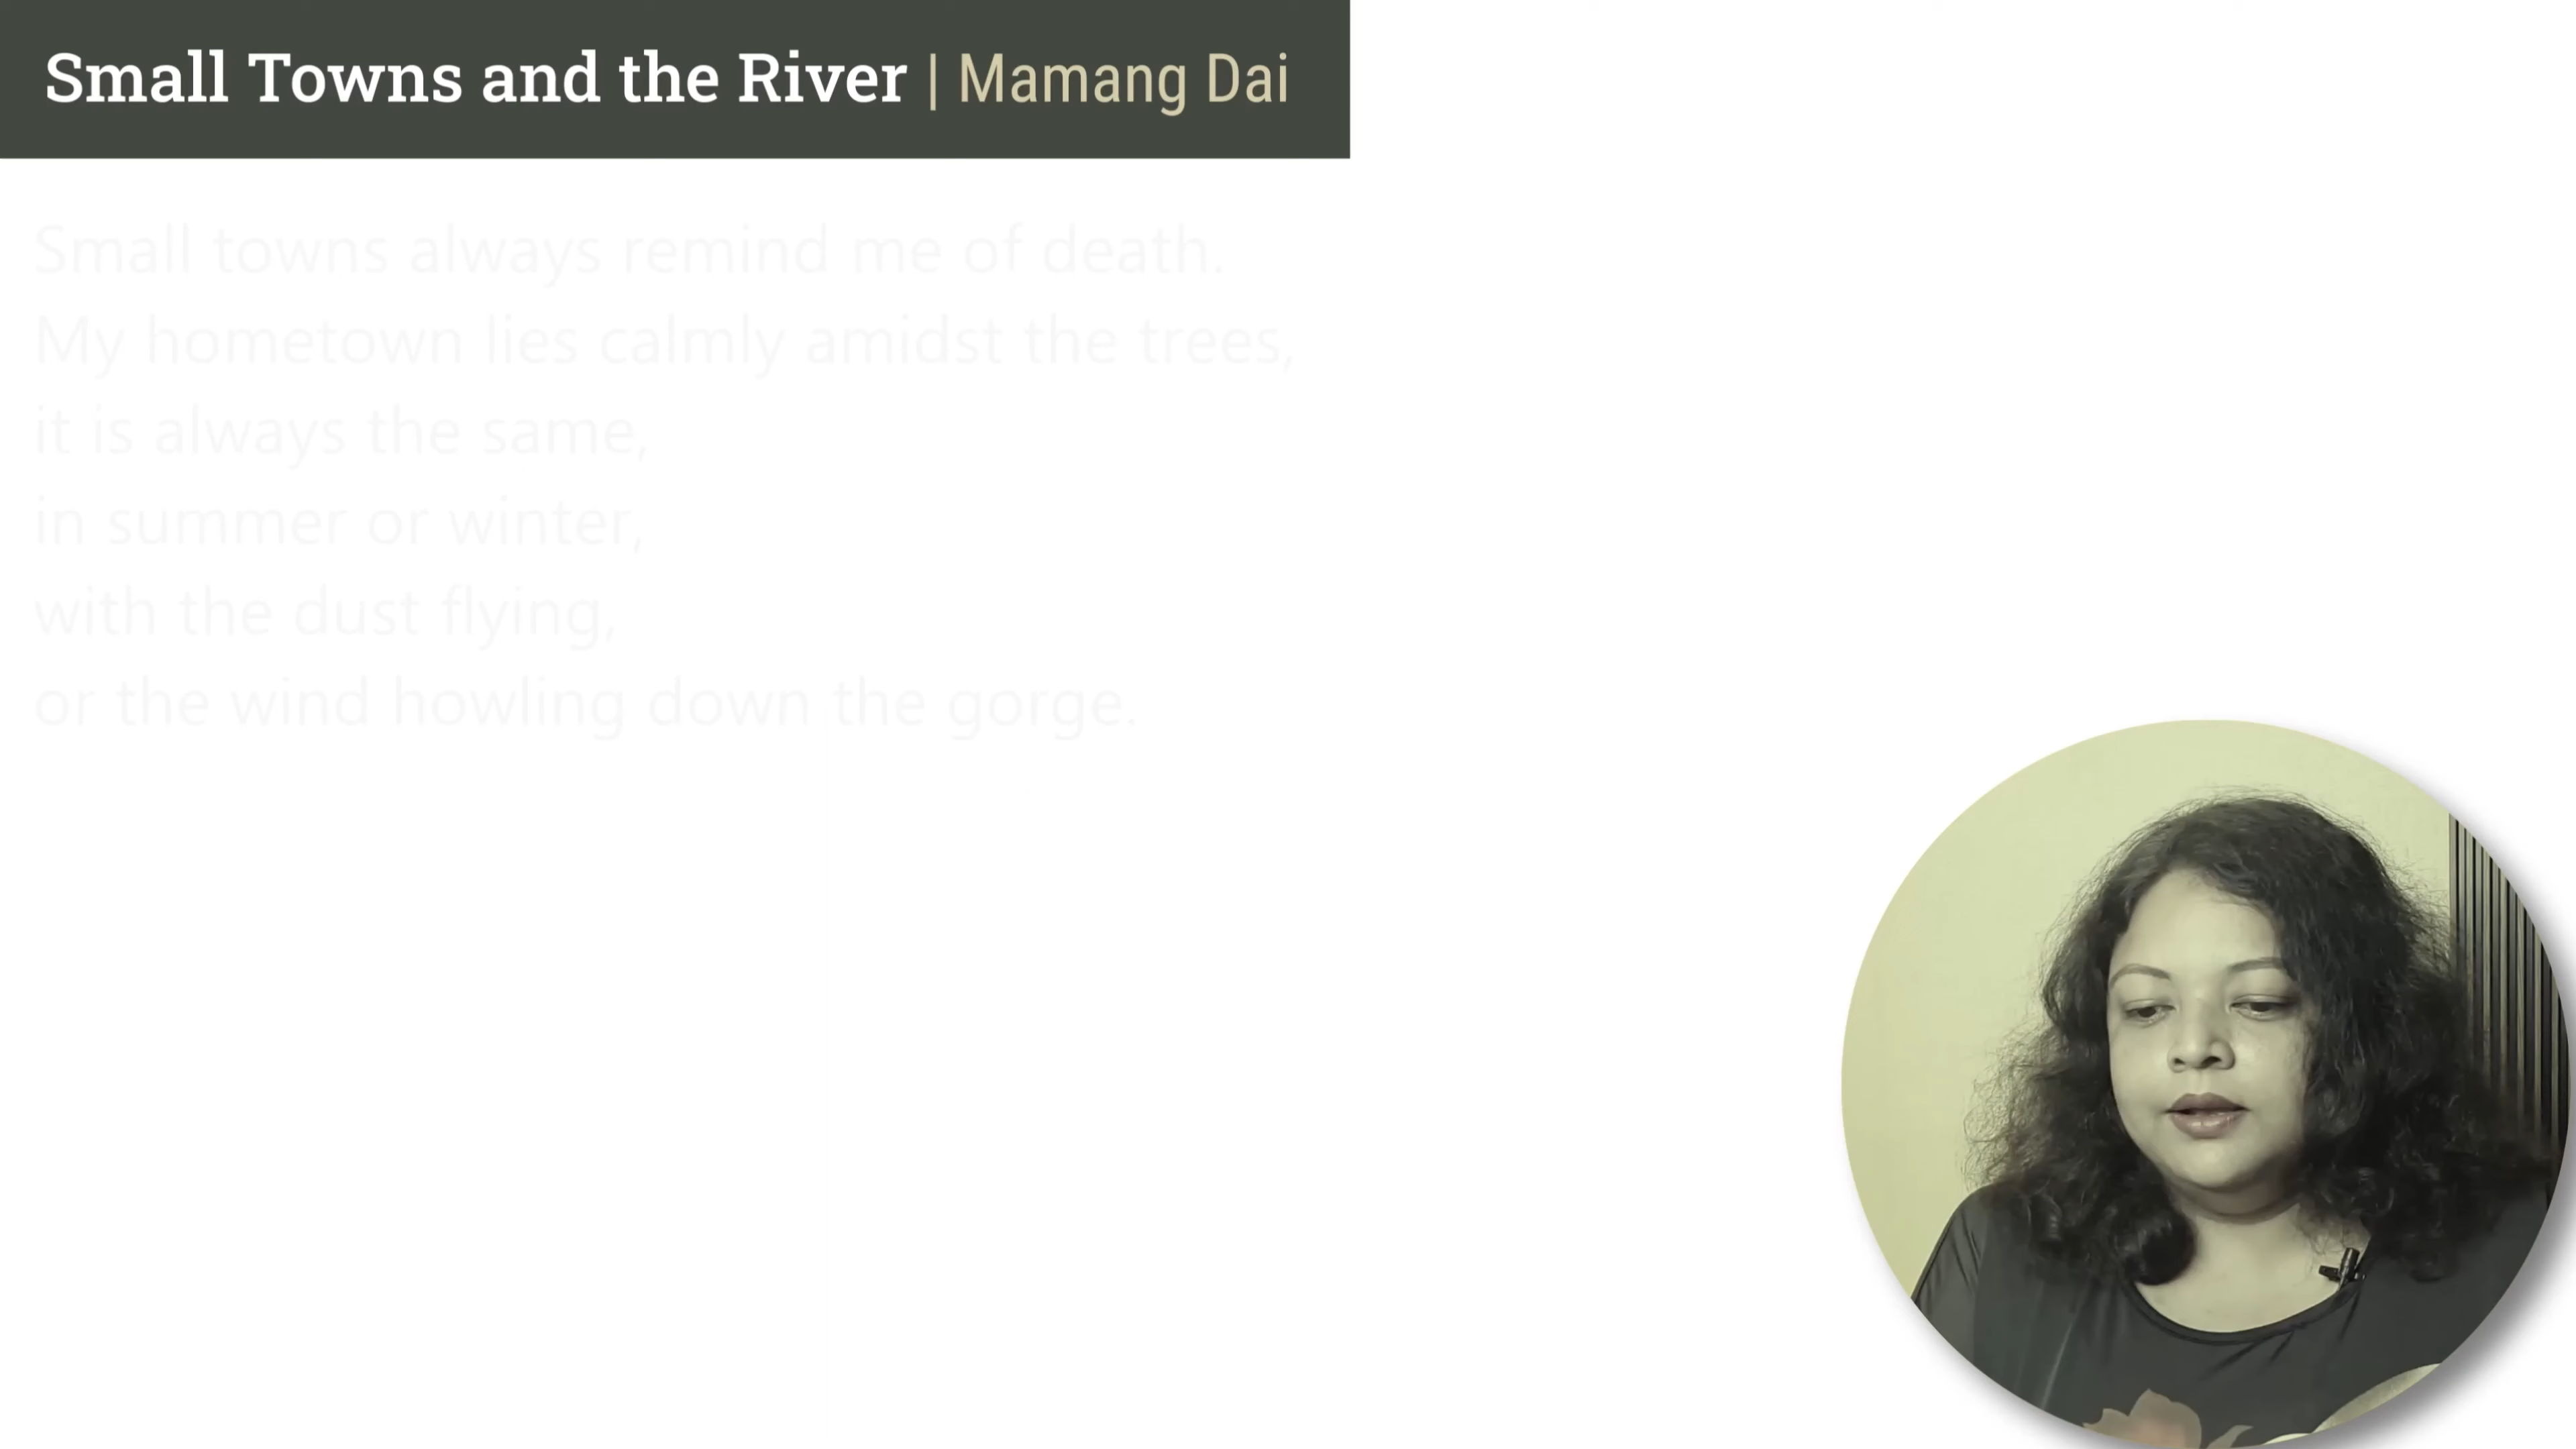 Small Towns and the River | Mamang Dai
Small towns always remind me of death.
My hometown lies calmly amidst the trees,
it is always the same,
in summer or winter,
with the dust flying,
or the wind howling down the gorge.